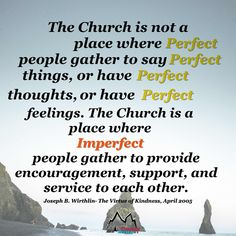 The Church is not a
place where Perfect
people gather to say Perfect
things, or have Perfect
thoughts, or have Perfect
feelings. The Church is a
place where
Imperfect
people gather to provide
encouragement, support, and
service to each other.
Joseph B. Wirthlin- The Virtue of Kindness, April 2005